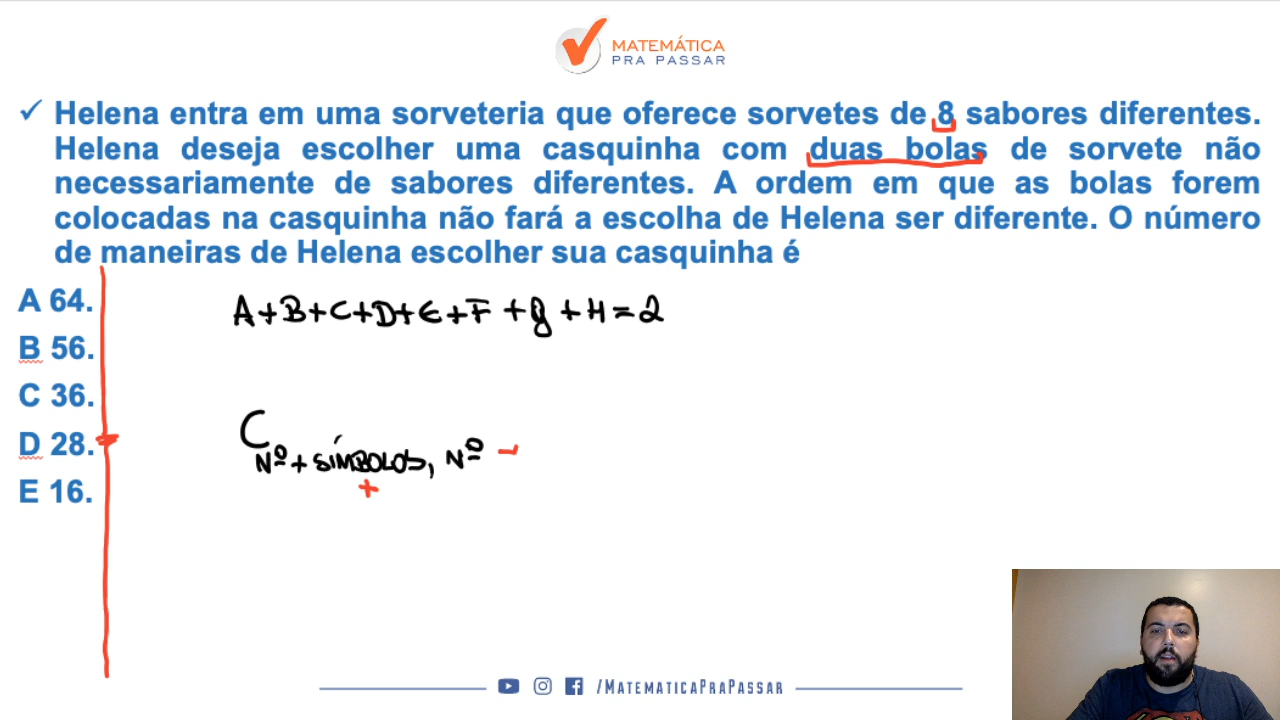 MATEMÁTICA
PRA PASSAR
✓ Helena entra em uma sorveteria que oferece sorvetes de 8 sabores diferentes.
Helena deseja escolher uma casquinha com duas bolas de sorvete não
necessariamente de sabores diferentes. A ordem em que as bolas forem
colocadas na casquinha não fará a escolha de Helena ser diferente. O número
de maneiras de Helena escolher sua casquinha é
A 64.
B 56.
C 36.
D 28.
E 16.
A+B+C+D+E+F+g+H=2
C Nº+SÍMBOLOS, Nº
+
/MATEMATICAPRAPASSAR